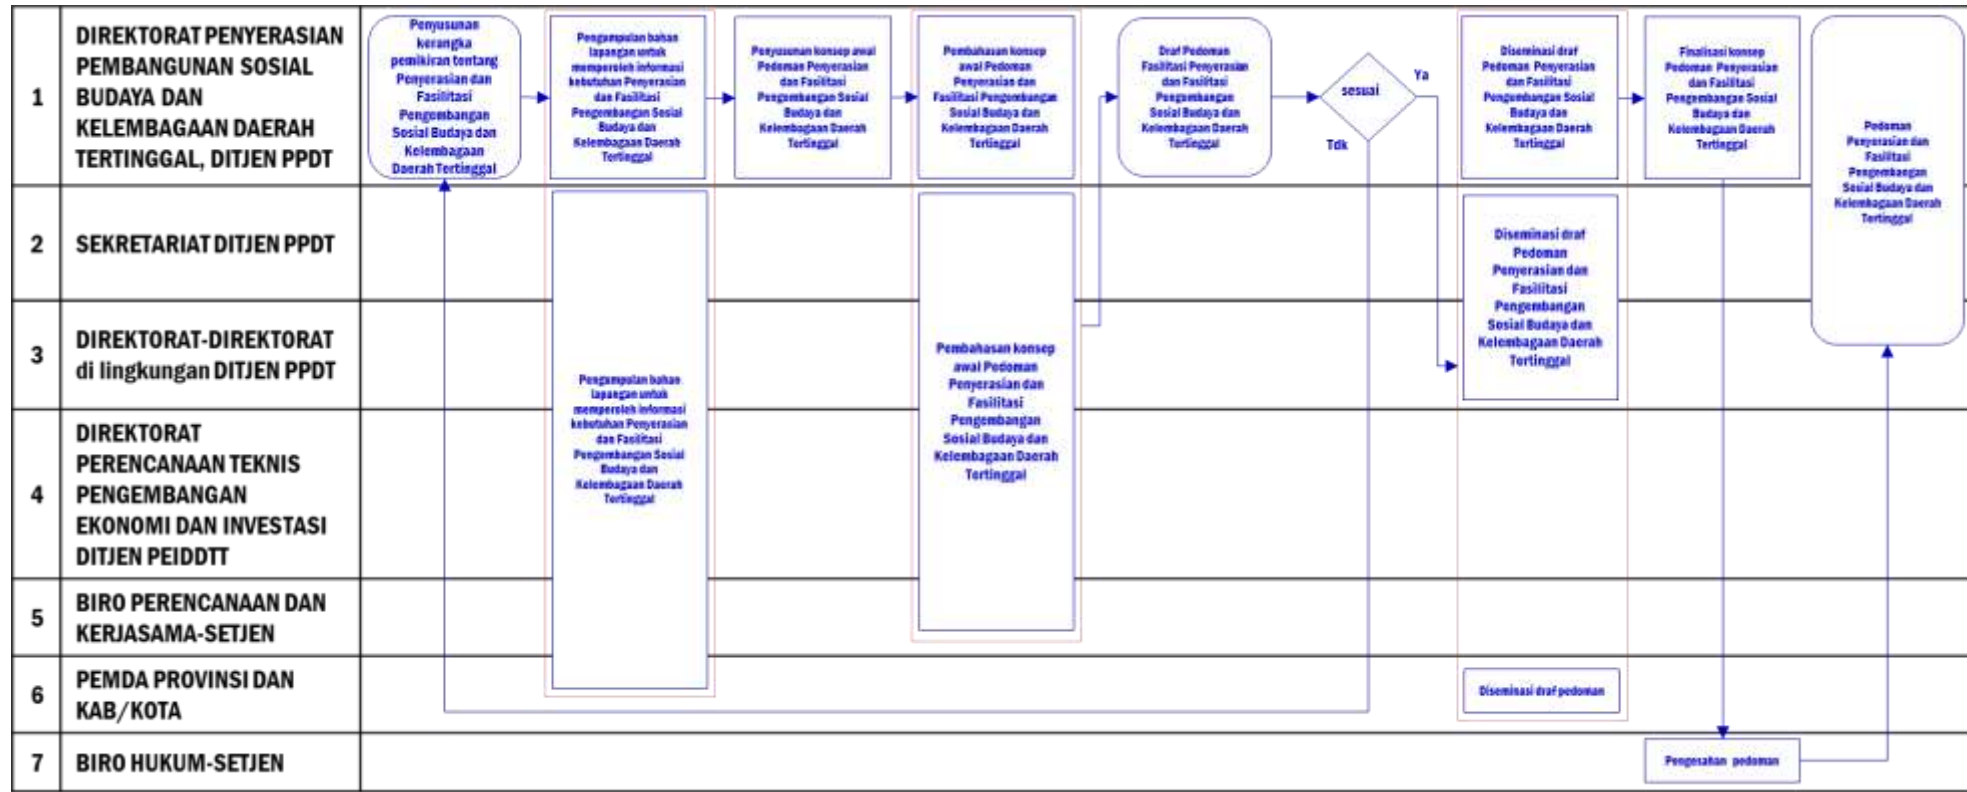 1
DIREKTORAT PENYERASIAN
PEMBANGUNAN SOSIAL
BUDAYA DAN
KELEMBAGAAN DAERAH
TERTINGGAL, DITJEN PPDT
Penyusunan
kerangka
pemikiran tentang
Penyerasian dan
Fasilitasi
Pengembangan
Sosial Budaya dan
Kelembagaan
Daerah Tertinggal
Pengumpulan bahan
lapangan untuk
memperoleh informasi
kebutuhan Penyerasian
dan Fasilitasi
Pengembangan Sosial
Budaya dan
Kelembagaan Daerah
Tertinggal
Penyusunan konsep awal
Pedoman Penyerasian
dan Fasilitasi
Pengembangan Sosial
Budaya dan
Kelembagaan Daerah
Tertinggal
Pembahasan konsep
awal Pedoman
Penyerasian dan
Fasilitasi Pengembangan
Sosial Budaya dan
Kelembagaan Daerah
Tertinggal
Draf Pedoman
Fasilitasi Penyerasian
dan Fasilitasi
Pengembangan
Sosial Budaya dan
Kelembagaan Daerah
Tertinggal
sesuai
Ya
Tdk
Diseminasi draf
Pedoman Penyerasian
dan Fasilitasi
Pengembangan Sosial
Budaya dan
Kelembagaan Daerah
Tertinggal
Finalisasi konsep
Pedoman Penyerasian
dan Fasilitasi
Pengembangan Sosial
Budaya dan
Kelembagaan Daerah
Tertinggal
Pedoman
Penyerasian dan
Fasilitasi
Pengembangan
Sosial Budaya dan
Kelembagaan Daerah
Tertinggal
2
SEKRETARIAT DITJEN PPDT
Diseminasi draf
Pedoman
Penyerasian dan
Fasilitasi
Pengembangan
Sosial Budaya dan
Kelembagaan Daerah
Tertinggal
3
DIREKTORAT-DIREKTORAT
di lingkungan DITJEN PPDT
Pengumpulan bahan
lapangan untuk
memperoleh informasi
kebutuhan Penyerasian
dan Fasilitasi
Pengembangan Sosial
Budaya dan
Kelembagaan Daerah
Tertinggal
Pembahasan konsep
awal Pedoman
Penyerasian dan
Fasilitasi
Pengembangan
Sosial Budaya dan
Kelembagaan Daerah
Tertinggal
4
DIREKTORAT
PERENCANAAN TEKNIS
PENGEMBANGAN
EKONOMI DAN INVESTASI
DITJEN PEIDDTT
5
BIRO PERENCANAAN DAN
KERJASAMA-SETJEN
6
PEMDA PROVINSI DAN
KAB/KOTA
Diseminasi draf pedoman
7
BIRO HUKUM-SETJEN
Pengesahan pedoman